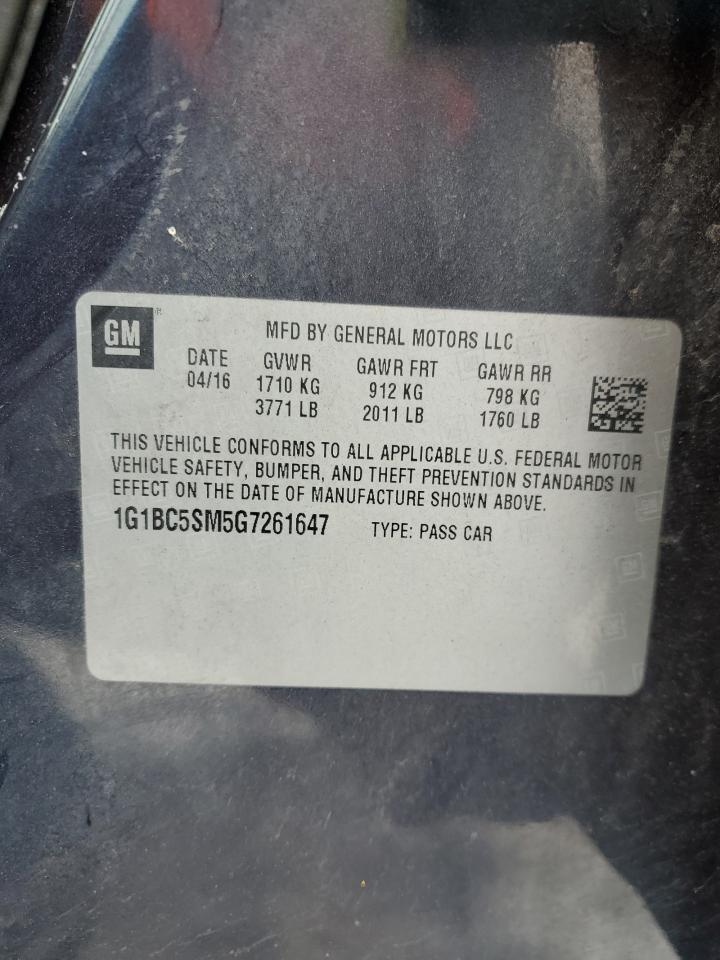 GM
MFD BY GENERAL MOTORS LLC
DATE GVWR GAWR FRT GAWR RR
04/16 1710 KG 912 KG 798 KG
3771 LB 2011 LB 1760 LB
THIS VEHICLE CONFORMS TO ALL APPLICABLE U.S. FEDERAL MOTOR
VEHICLE SAFETY, BUMPER, AND THEFT PREVENTION STANDARDS IN
EFFECT ON THE DATE OF MANUFACTURE SHOWN ABOVE.
1G1BC5SM5G7261647 TYPE: PASS CAR